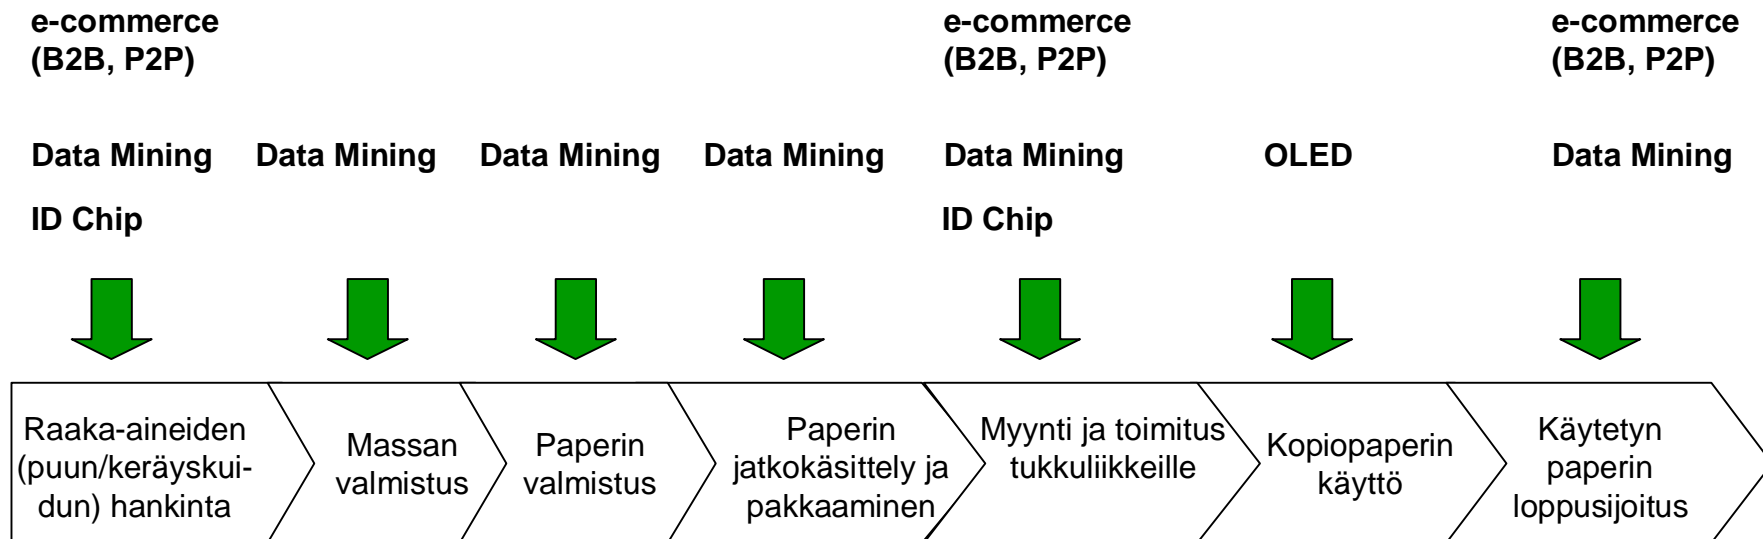 e-commerce
(B2B, P2P)
e-commerce
(B2B, P2P)
e-commerce
(B2B, P2P)
Data Mining
Data Mining
Data Mining
Data Mining
Data Mining
OLED
Data Mining
ID Chip
ID Chip
Raaka-aineiden
(puun/keräyskui-
dun) hankinta
Massan
valmistus
Paperin
valmistus
Paperin
jatkokäsittely ja
pakkaaminen
Myynti ja toimitus
tukkuliikkeille
Kopiopaperin
käyttö
Käytetyn
paperin
loppusijoitus